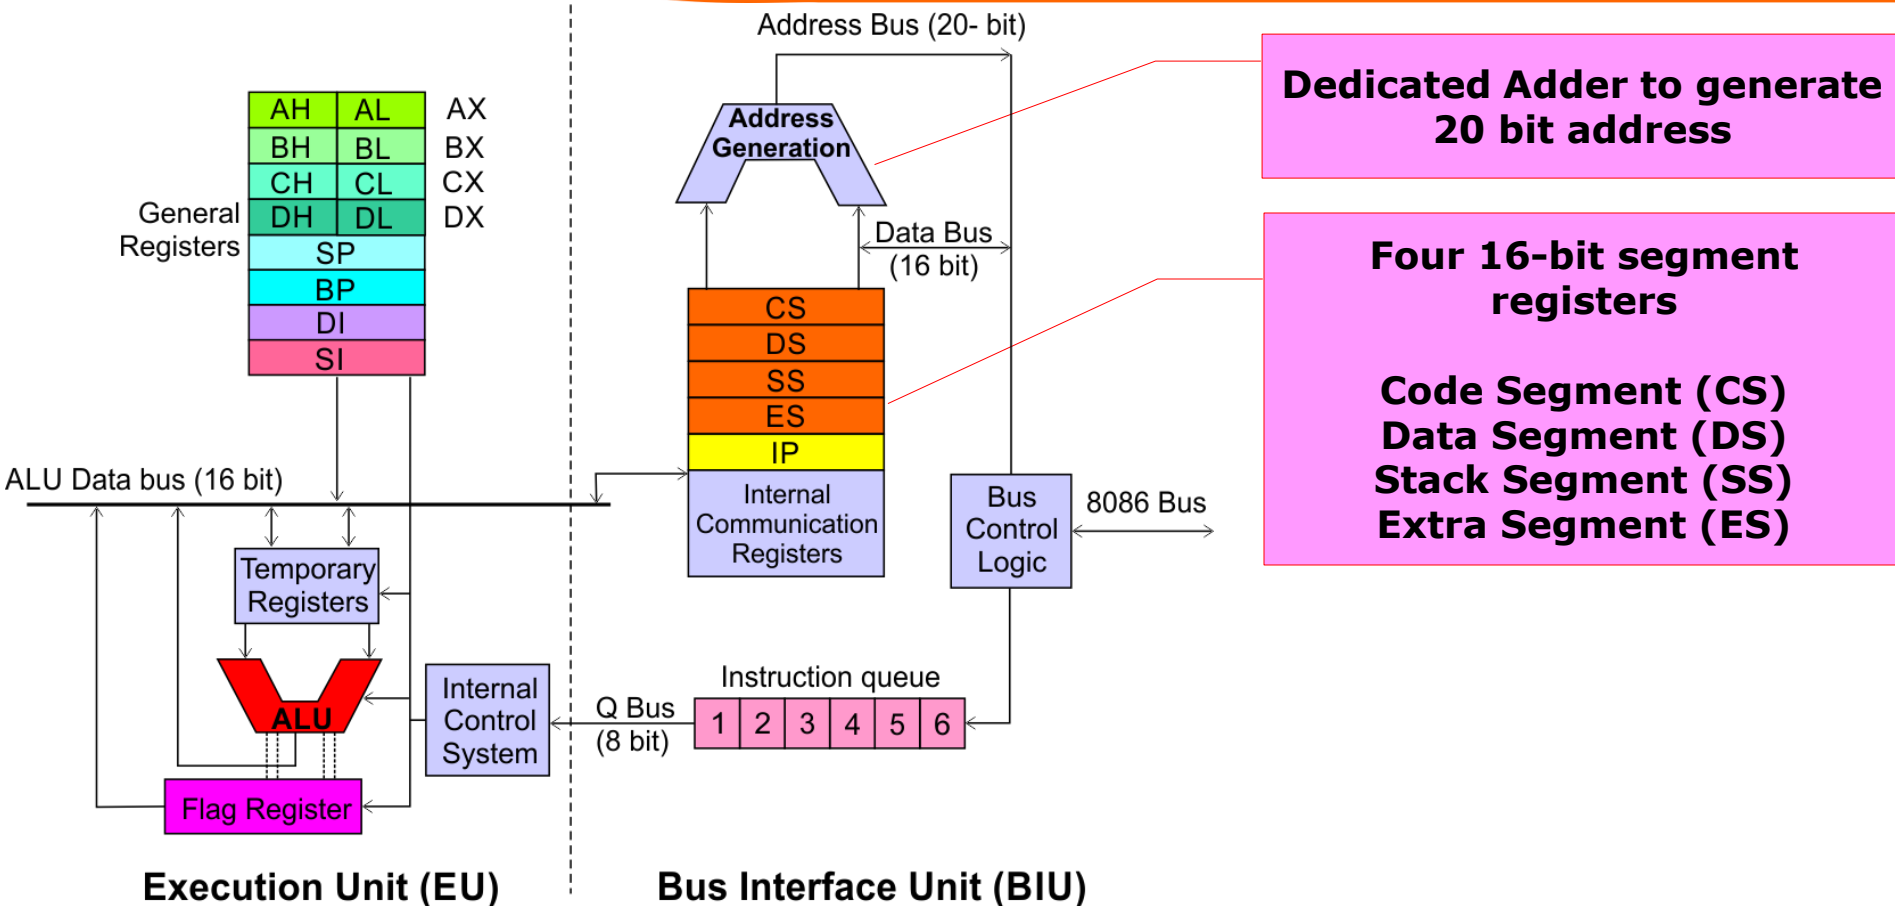 Address Bus (20- bit)
Dedicated Adder to generate
20 bit address
Address
Generation
AH AL AX
BH BL BX
CH CL CX
DH DL DX
General
Registers
SP
BP
DI
SI
Data Bus
(16 bit)
CS
DS
SS
ES
IP
Internal
Communication
Registers
Four 16-bit segment
registers
Code Segment (CS)
Data Segment (DS)
Stack Segment (SS)
Extra Segment (ES)
ALU Data bus (16 bit)
Bus
Control
Logic
8086 Bus
Temporary
Registers
ALU
Internal
Control
System
Q Bus
(8 bit)
Instruction queue
1 2 3 4 5 6
Flag Register
Execution Unit (EU)
Bus Interface Unit (BIU)